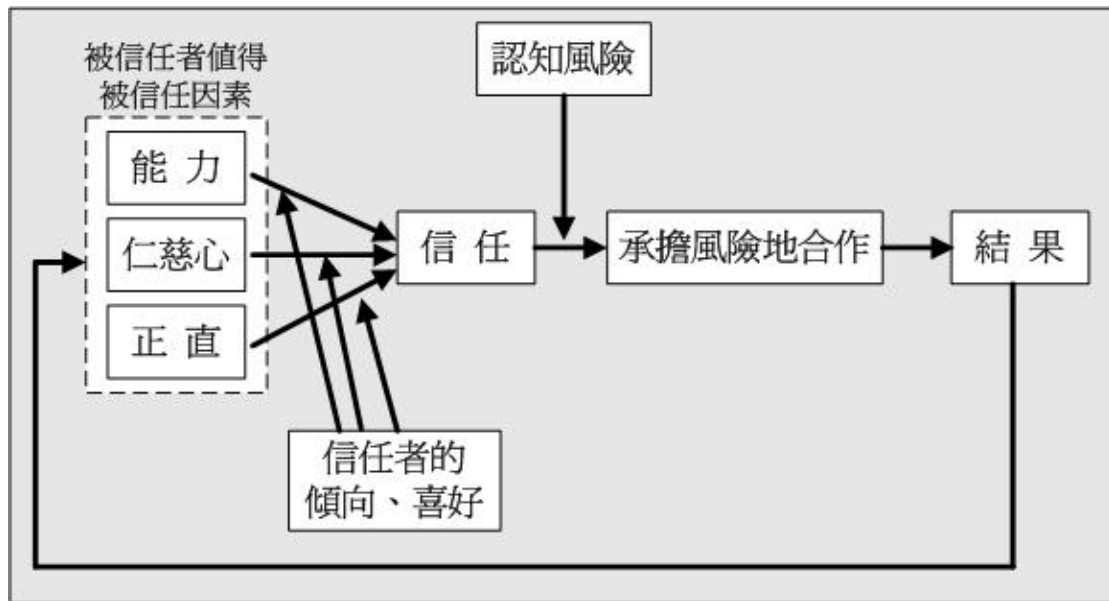 被信任者值得
被信任因素
能力
仁慈心
正直
信任者的
傾向、喜好
信任
認知風險
承擔風險地合作
結果